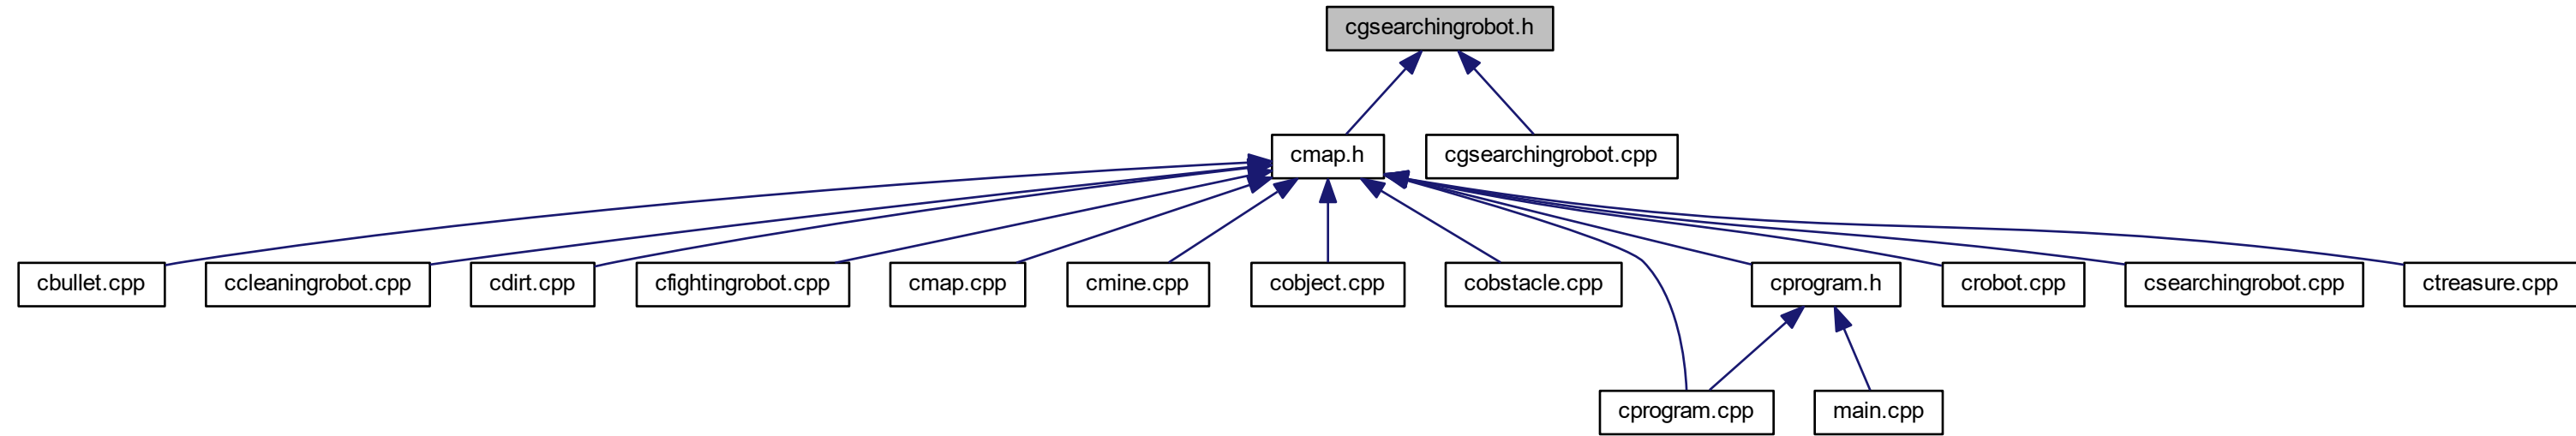 cgsearchingrobot.h
cmap.h
cgsearchingrobot.cpp
cbullet.cpp
ccleaningrobot.cpp
cdirt.cpp
cfightingrobot.cpp
cmap.cpp
cmine.cpp
cobject.cpp
cobstacle.cpp
cprogram.h
crobot.cpp
csearchingrobot.cpp
ctreasure.cpp
cprogram.cpp
main.cpp